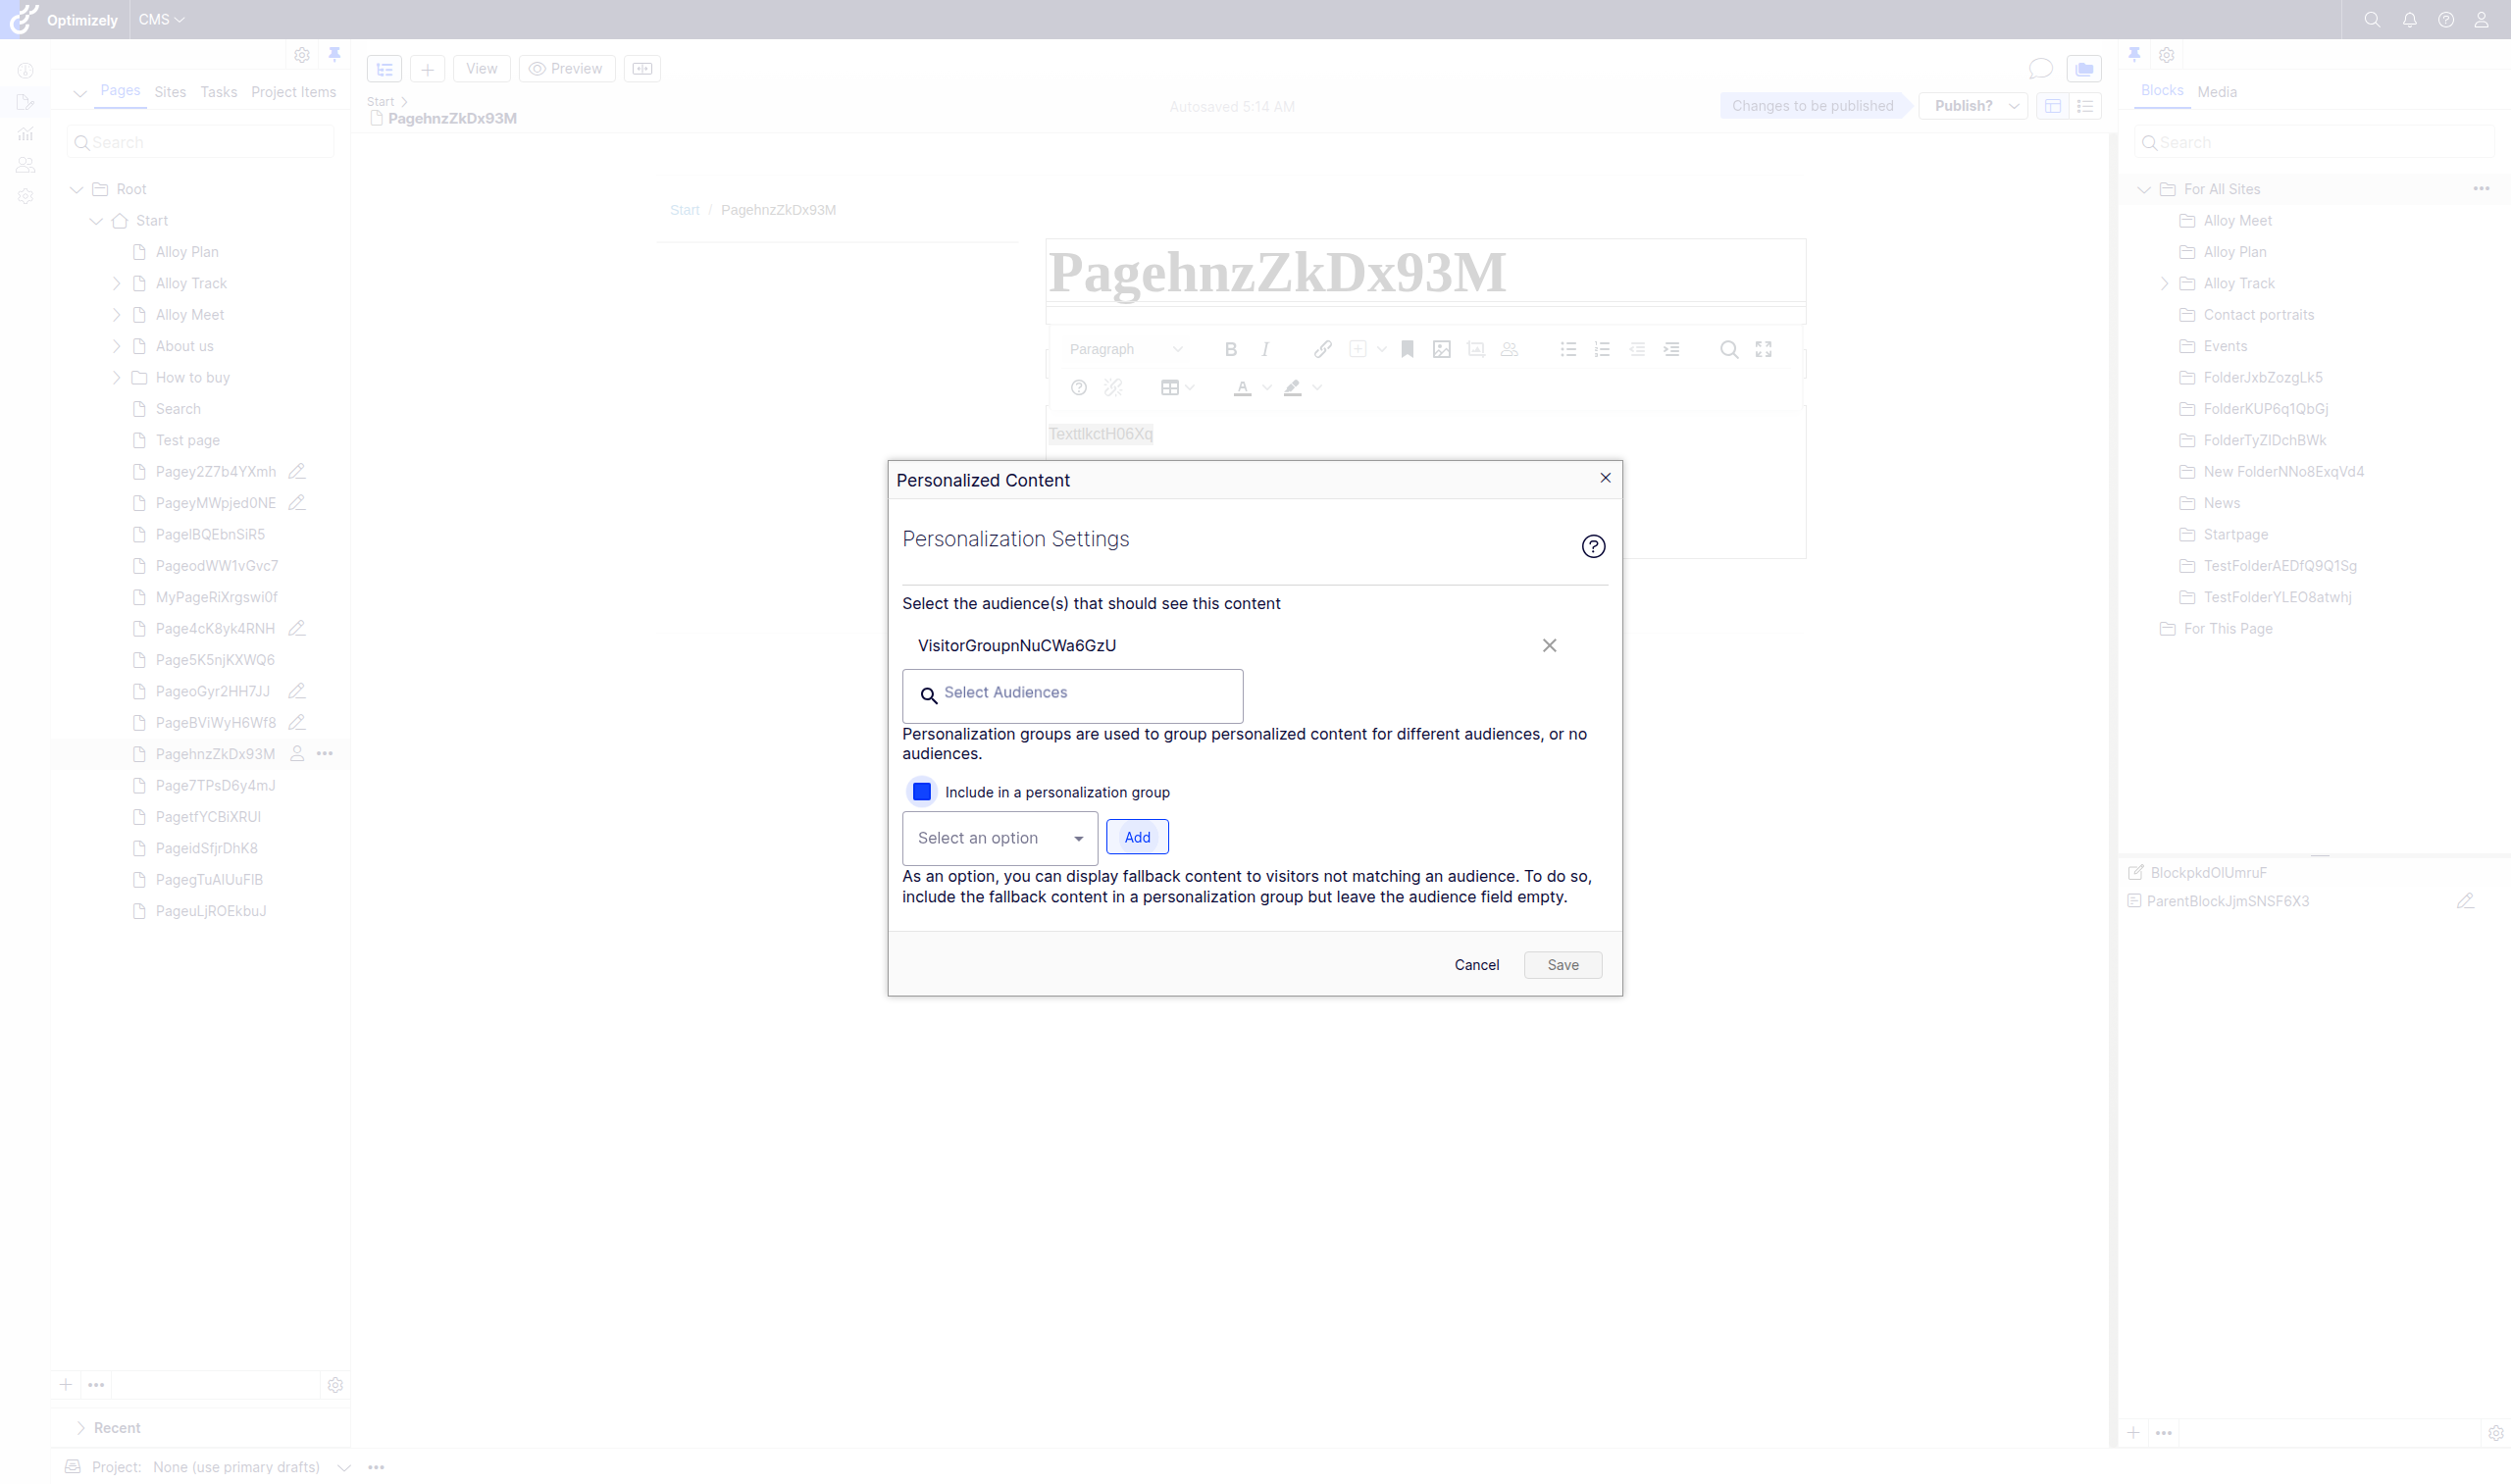 Optimizely CMS
Pages Sites Tasks Project Items
Search
Root
Start
Alloy Plan
Alloy Track
Alloy Meet
About us
How to buy
Search
Test page
Pagey2Z7b4YXmh
PageyMWpjed0NE
PageodWW1vGvc7
MyPageRiXrgswi0f
Page4cK8yk4RNH
Page5K5njKXWQ6
PageoGyr2HH7JJ
PageBViWyH6Wf8
PagehnzZkDx93M
Page7TPsD6y4mJ
PageidSfjrDhK8
PageuLjROEkbuJ
Recent
Project: None (use primary drafts)
View Preview
Start
PagehnzZkDx93M
Autosaved 5:14 AM
Changes to be published
Publish?
Start / PagehnzZkDx93M
PagehnzZkDx93M
Paragraph
Personalized Content
Personalization Settings
Select the audience(s) that should see this content
VisitorGroupnNuCWa6GzU
Select Audiences
Personalization groups are used to group personalized content for different audiences, or no
audiences.
Include in a personalization group
Select an option
Add
As an option, you can display fallback content to visitors not matching an audience. To do so,
include the fallback content in a personalization group but leave the audience field empty.
Cancel Save
Blocks Media
Search
For All Sites
Alloy Meet
Alloy Plan
Alloy Track
Contact portraits
Events
FolderJxbZozgLk5
FolderKUP6q1QbGj
New FolderNNo8ExqVd4
News
Startpage
TestFolderAEDfQ9Q1Sg
TestFolderYLEO8atwhj
For This Page
ParentBlockJjmSNSF6X3